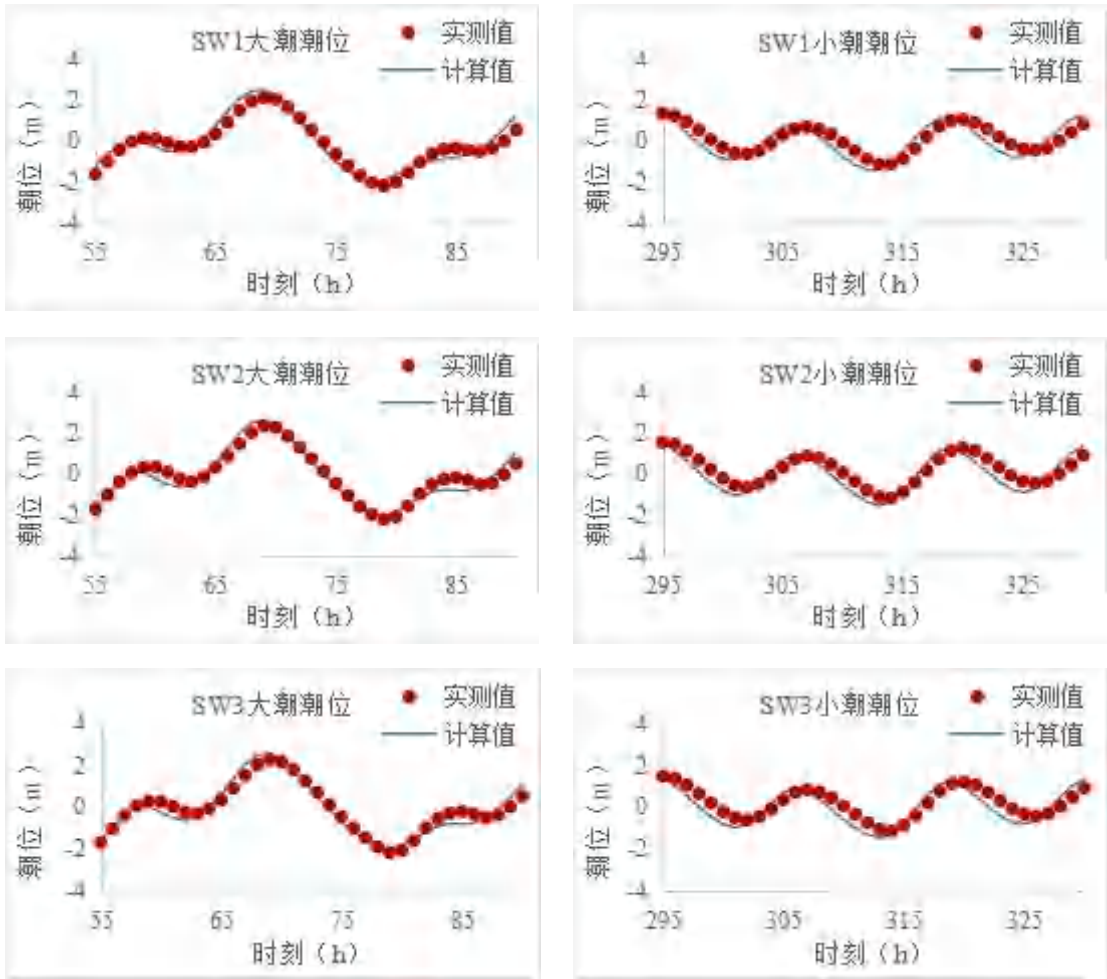 SW1大潮潮位
实测值
计算值
潮位（m）
4
2
0
-2
-4
55 65 75 85
时刻（h）
SW1小潮潮位
实测值
计算值
潮位（m）
4
2
0
-2
-4
295 305 315 325
时刻（h）
SW2大潮潮位
实测值
计算值
潮位（m）
4
2
0
-2
-4
55 65 75 85
时刻（h）
SW2小潮潮位
实测值
计算值
潮位（m）
4
2
0
-2
-4
295 305 315 325
时刻（h）
SW3大潮潮位
实测值
计算值
潮位（m）
4
2
0
-2
-4
55 65 75 85
时刻（h）
SW3小潮潮位
实测值
计算值
潮位（m）
4
2
0
-2
-4
295 305 315 325
时刻（h）